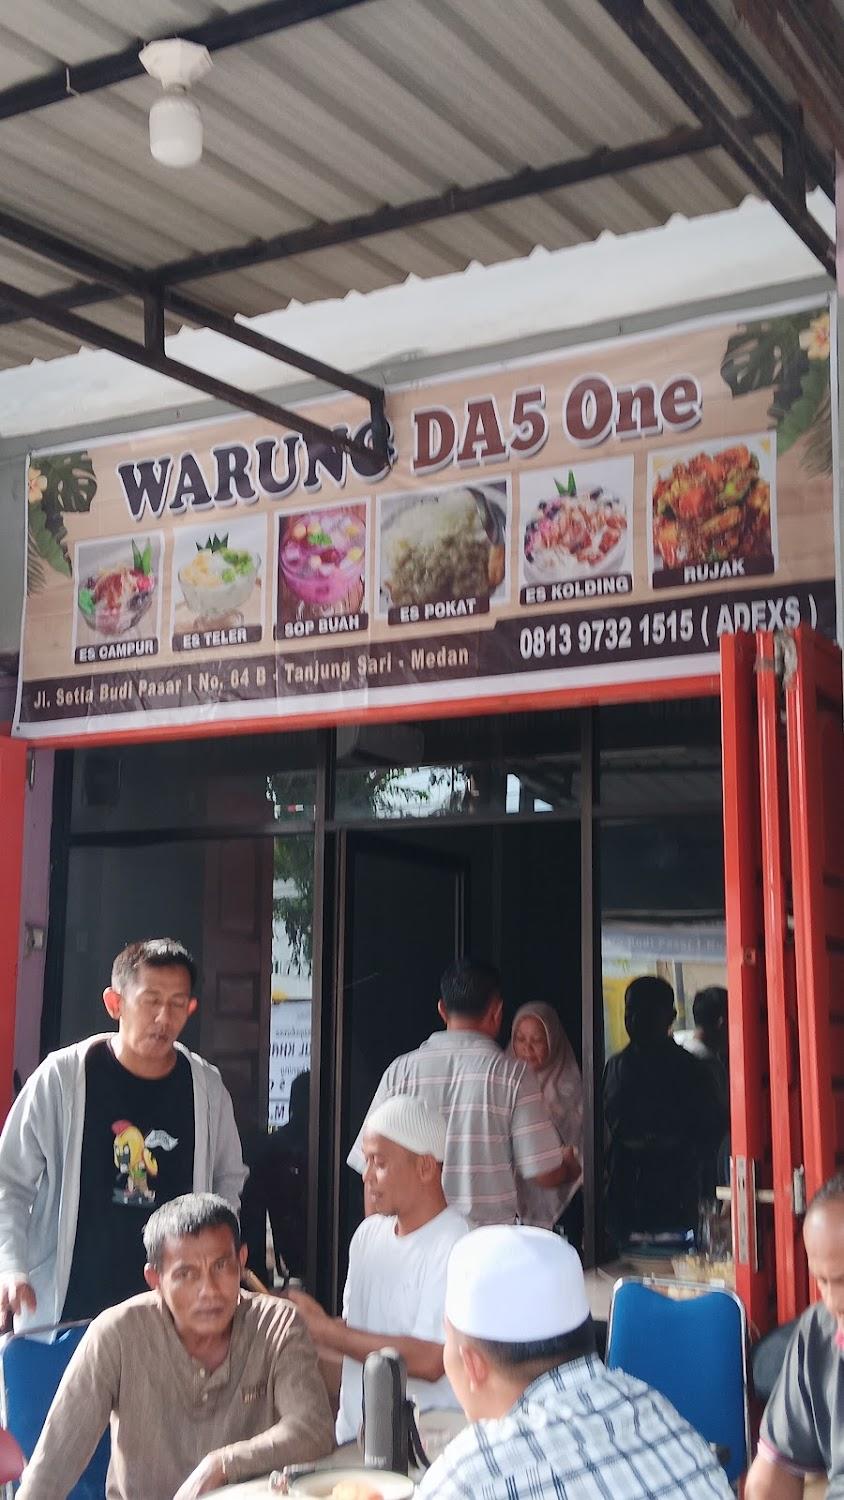 WARUNG DA5 One
ES CAMPUR
ES TELER
SOP BUAH
ES POKAT
ES KOLDING
RUJAK
Jl. Setia Budi Pasar I No. 64 B - Tanjung Sari - Medan
0813 9732 1515 ( ADEXS )